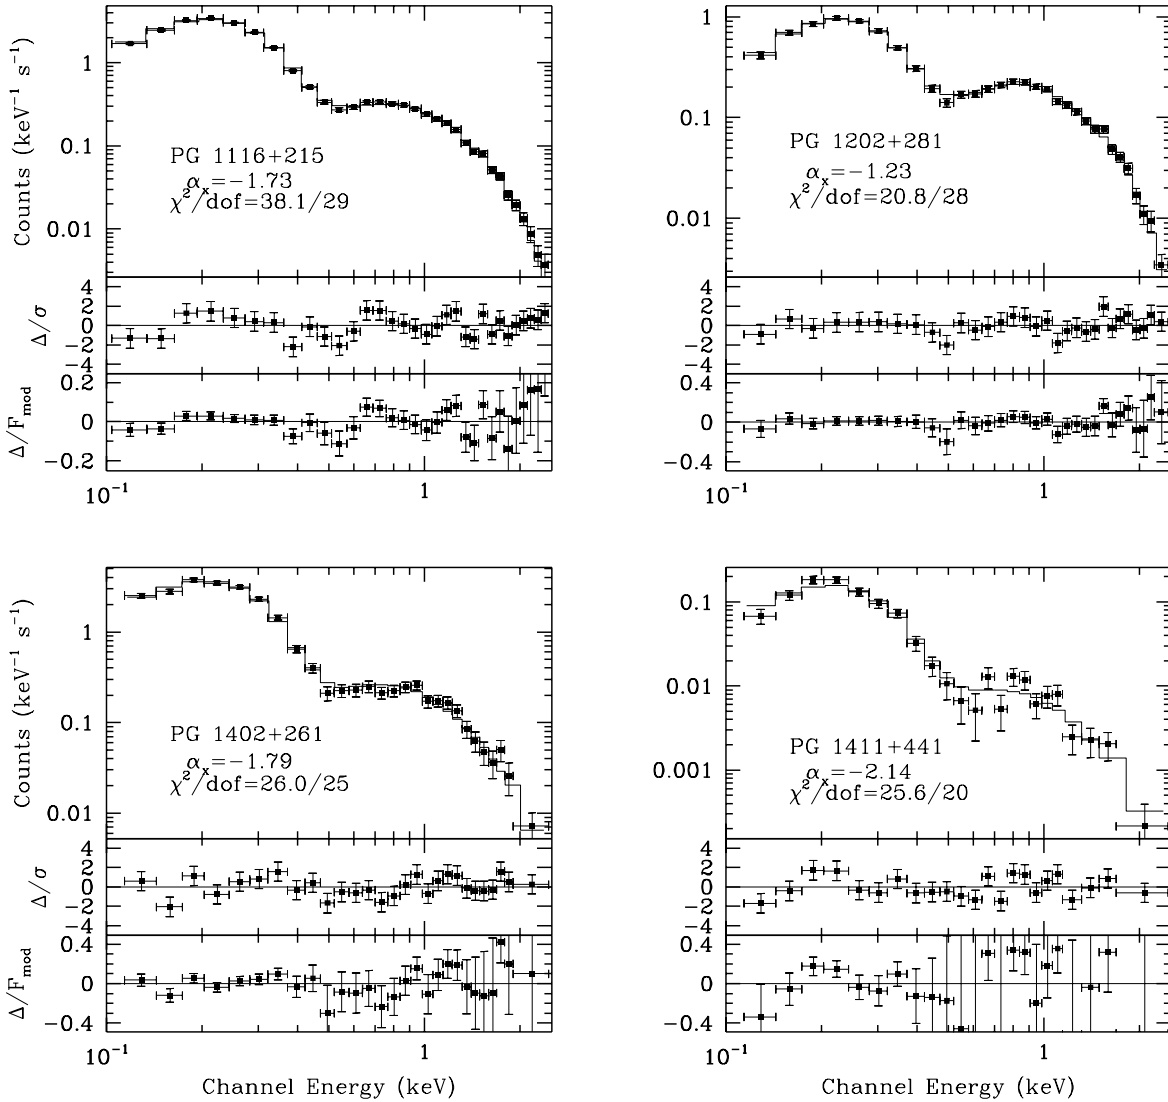 Counts (keV⁻¹ s⁻¹)
1
0.1
0.01
PG 1116+215
αₓ=−1.73
χ²/dof=38.1/29
Δ/σ
4
2
0
−2
−4
Δ/F_mod
0.2
0
−0.2
10⁻¹
1
1
0.1
0.01
PG 1202+281
αₓ=−1.23
χ²/dof=20.8/28
4
2
0
−2
−4
0.4
0
−0.4
10⁻¹
1
Counts (keV⁻¹ s⁻¹)
1
0.1
0.01
PG 1402+261
αₓ=−1.79
χ²/dof=26.0/25
Δ/σ
4
2
0
−2
−4
Δ/F_mod
0.4
0
−0.4
10⁻¹
1
Channel Energy (keV)
0.1
0.01
0.001
PG 1411+441
αₓ=−2.14
χ²/dof=25.6/20
4
2
0
−2
−4
0.4
0
−0.4
10⁻¹
1
Channel Energy (keV)